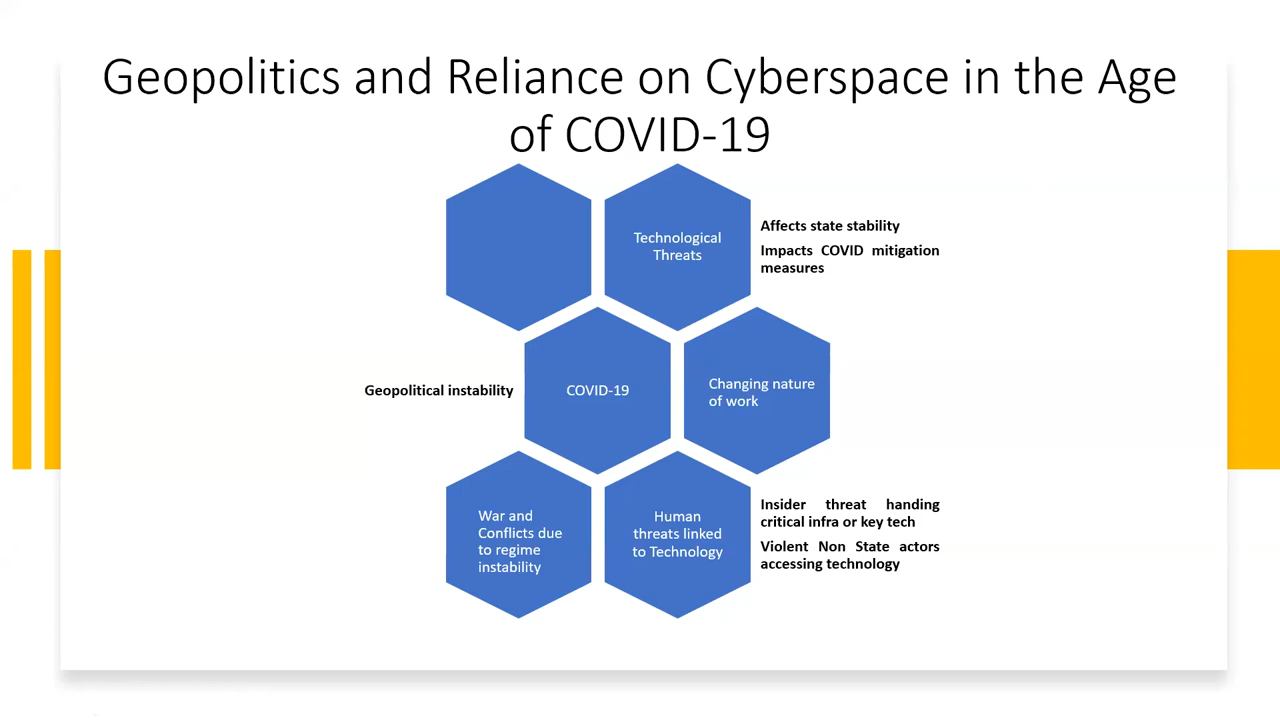 Geopolitics and Reliance on Cyberspace in the Age
of COVID-19
Technological
Threats
Affects state stability
Impacts COVID mitigation
measures
Geopolitical instability
COVID-19
Changing nature
of work
War and
Conflicts due
to regime
instability
Human
threats linked
to Technology
Insider threat handing
critical infra or key tech
Violent Non State actors
accessing technology